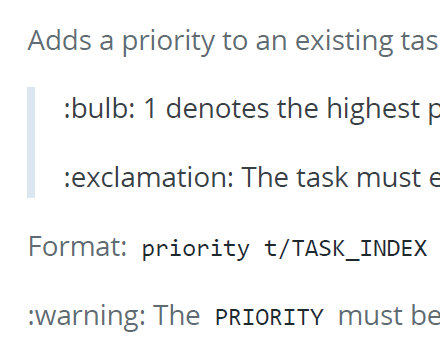 Adds a priority to an existing tas
:bulb: 1 denotes the highest p
:exclamation: The task must e
Format: priority t/TASK_INDEX
:warning: The PRIORITY must be